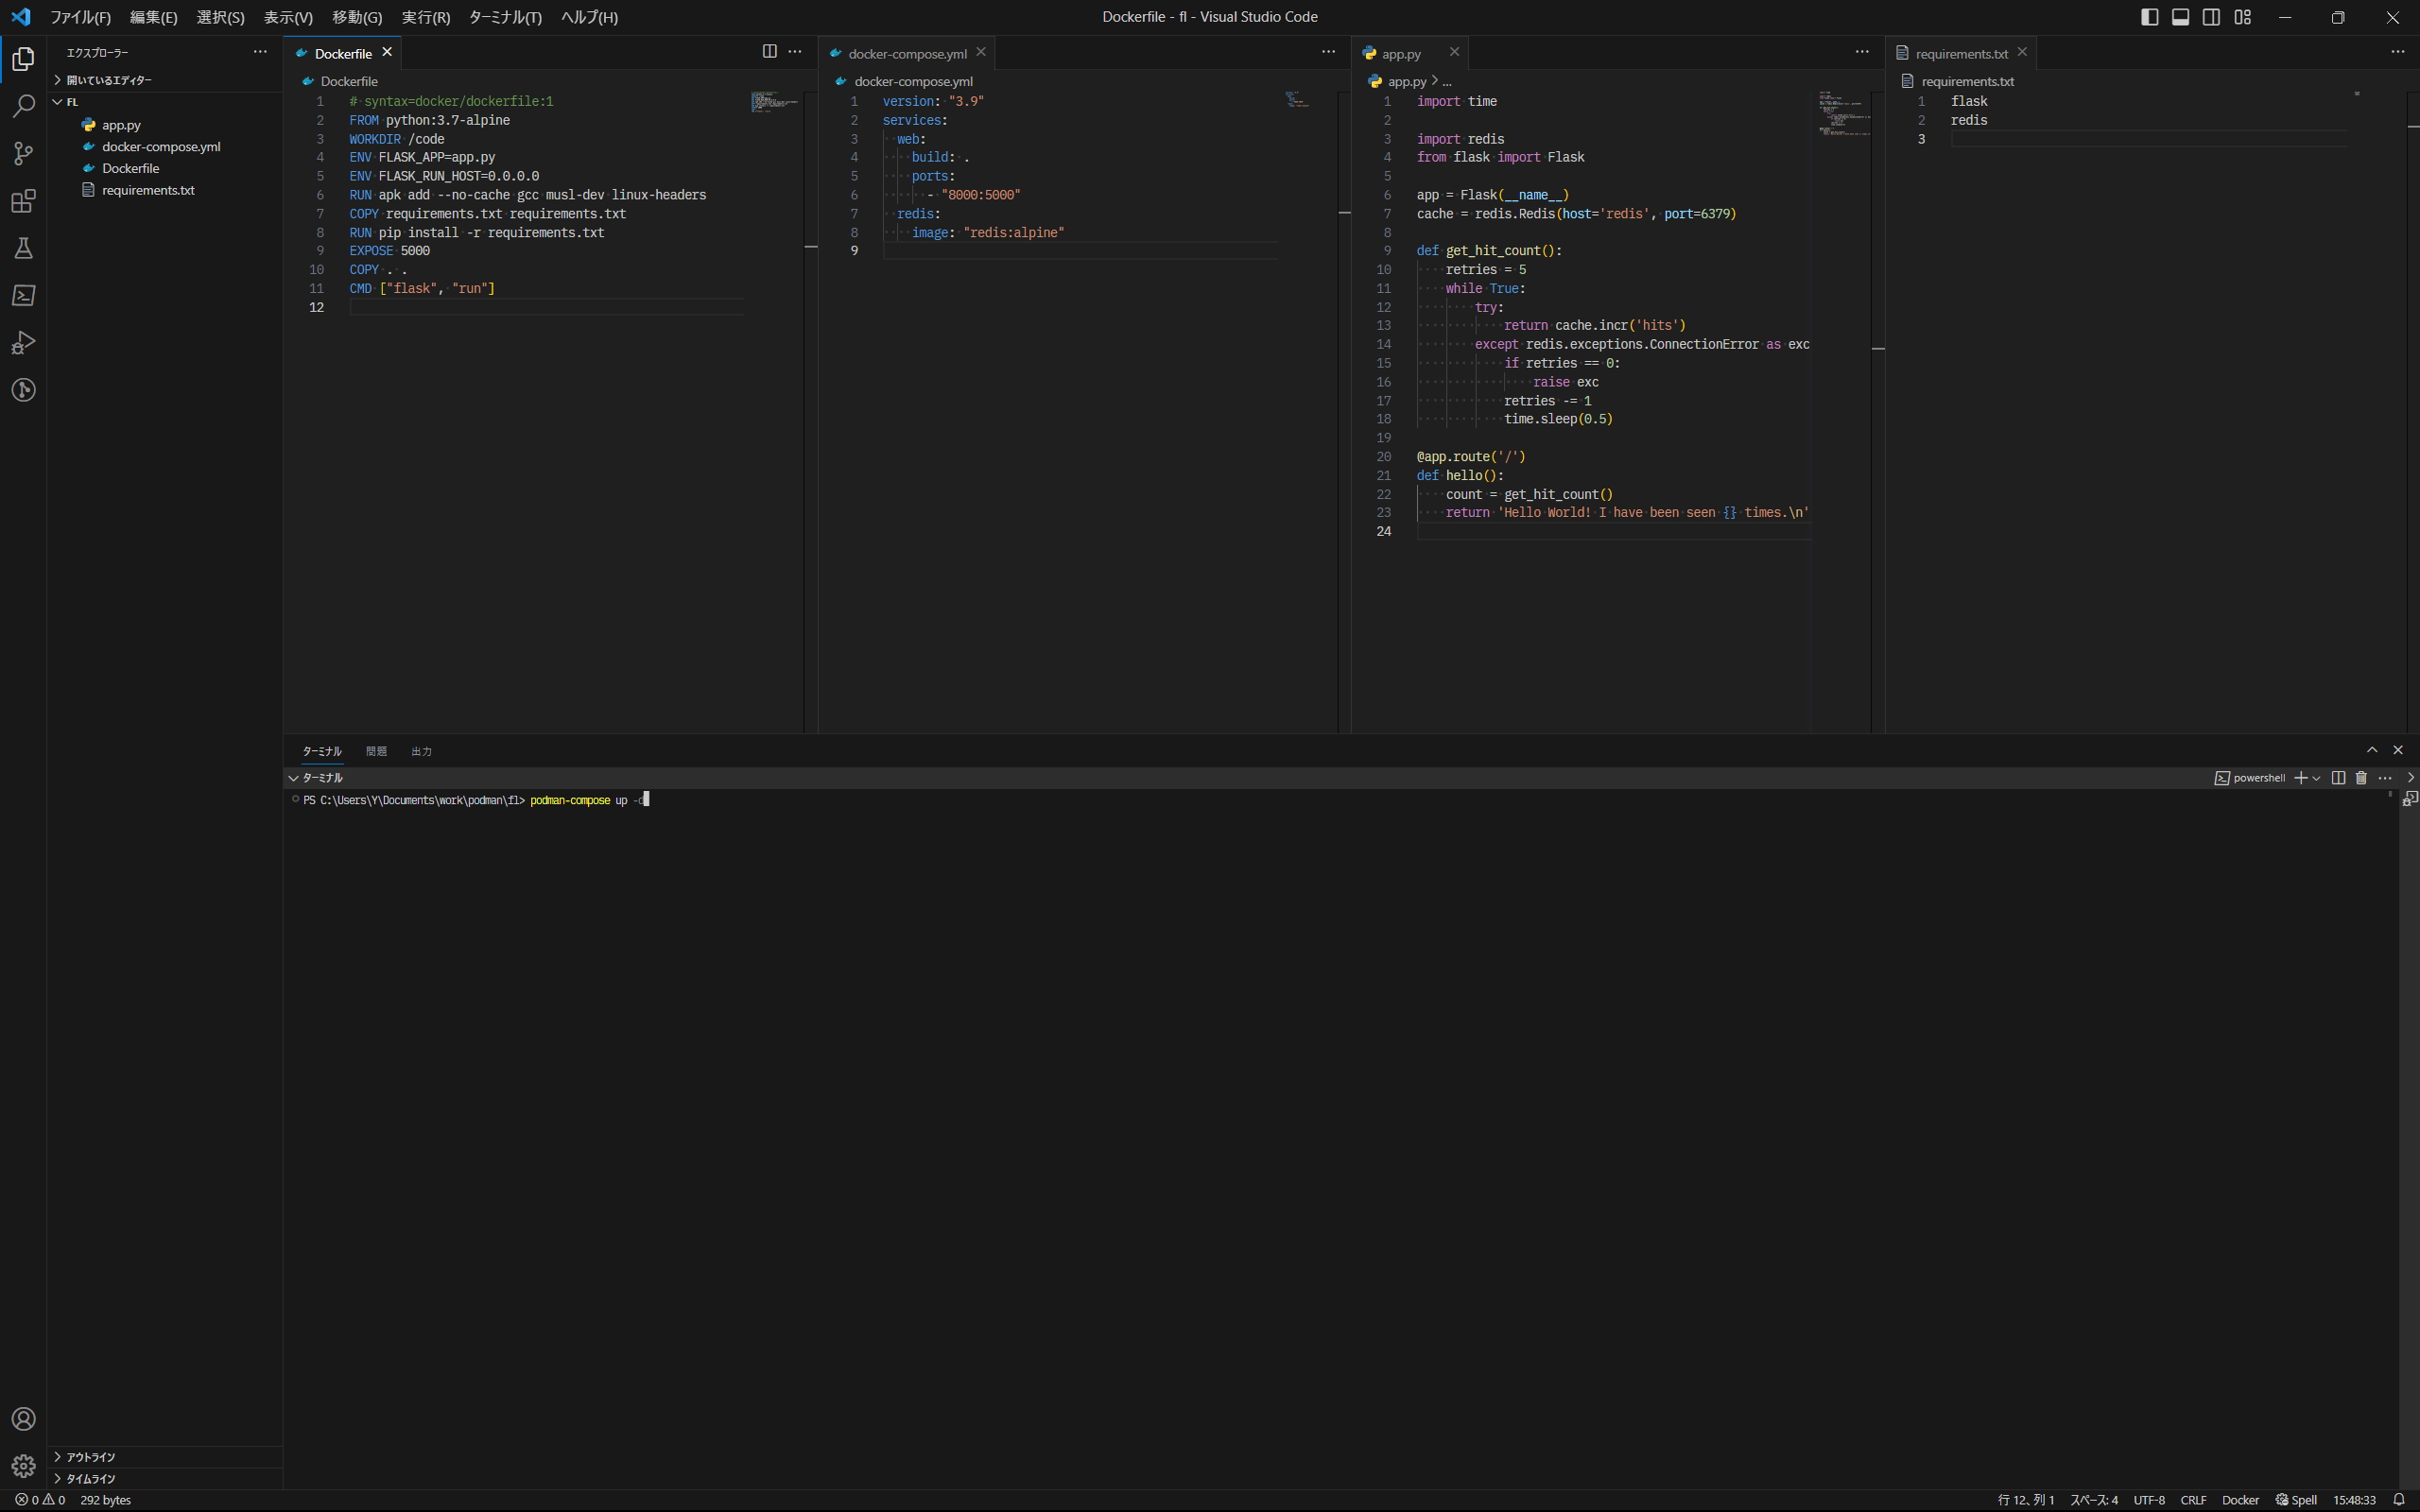 ファイル(F) 編集(E) 選択(S) 表示(V) 移動(G) 実行(R) ターミナル(T) ヘルプ(H)
Dockerfile - fl - Visual Studio Code
エクスプローラー
開いているエディター
FL
app.py
docker-compose.yml
Dockerfile
requirements.txt
アウトライン
タイムライン
Dockerfile
Dockerfile
1 # syntax=docker/dockerfile:1
2 FROM python:3.7-alpine
3 WORKDIR /code
4 ENV FLASK_APP=app.py
5 ENV FLASK_RUN_HOST=0.0.0.0
6 RUN apk add --no-cache gcc musl-dev linux-headers
7 COPY requirements.txt requirements.txt
8 RUN pip install -r requirements.txt
9 EXPOSE 5000
10 COPY . .
11 CMD ["flask", "run"]
12
docker-compose.yml
docker-compose.yml
1 version: "3.9"
2 services:
3   web:
4     build: .
5     ports:
6       - "8000:5000"
7   redis:
8     image: "redis:alpine"
9
app.py
app.py > ...
1 import time
2
3 import redis
4 from flask import Flask
5
6 app = Flask(__name__)
7 cache = redis.Redis(host='redis', port=6379)
8
9 def get_hit_count():
10     retries = 5
11     while True:
12         try:
13             return cache.incr('hits')
14         except redis.exceptions.ConnectionError as exc
15             if retries == 0:
16                 raise exc
17             retries -= 1
18             time.sleep(0.5)
19
20 @app.route('/')
21 def hello():
22     count = get_hit_count()
23     return 'Hello World! I have been seen {} times.\n'
24
requirements.txt
requirements.txt
1 flask
2 redis
3
ターミナル 問題 出力
ターミナル
powershell
PS C:\Users\Y\Documents\work\podman\fl> podman-compose up -d
0 0 292 bytes
行 12、列 1 スペース: 4 UTF-8 CRLF Docker Spell 15:48:33